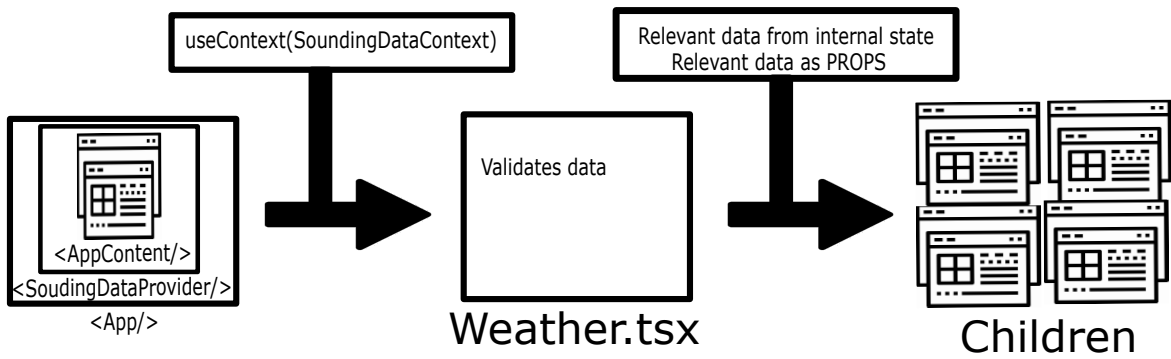 useContext(SoundingDataContext)
Relevant data from internal state
Relevant data as PROPS
Validates data
<AppContent/>
<SoudingDataProvider/>
<App/>
Weather.tsx
Children